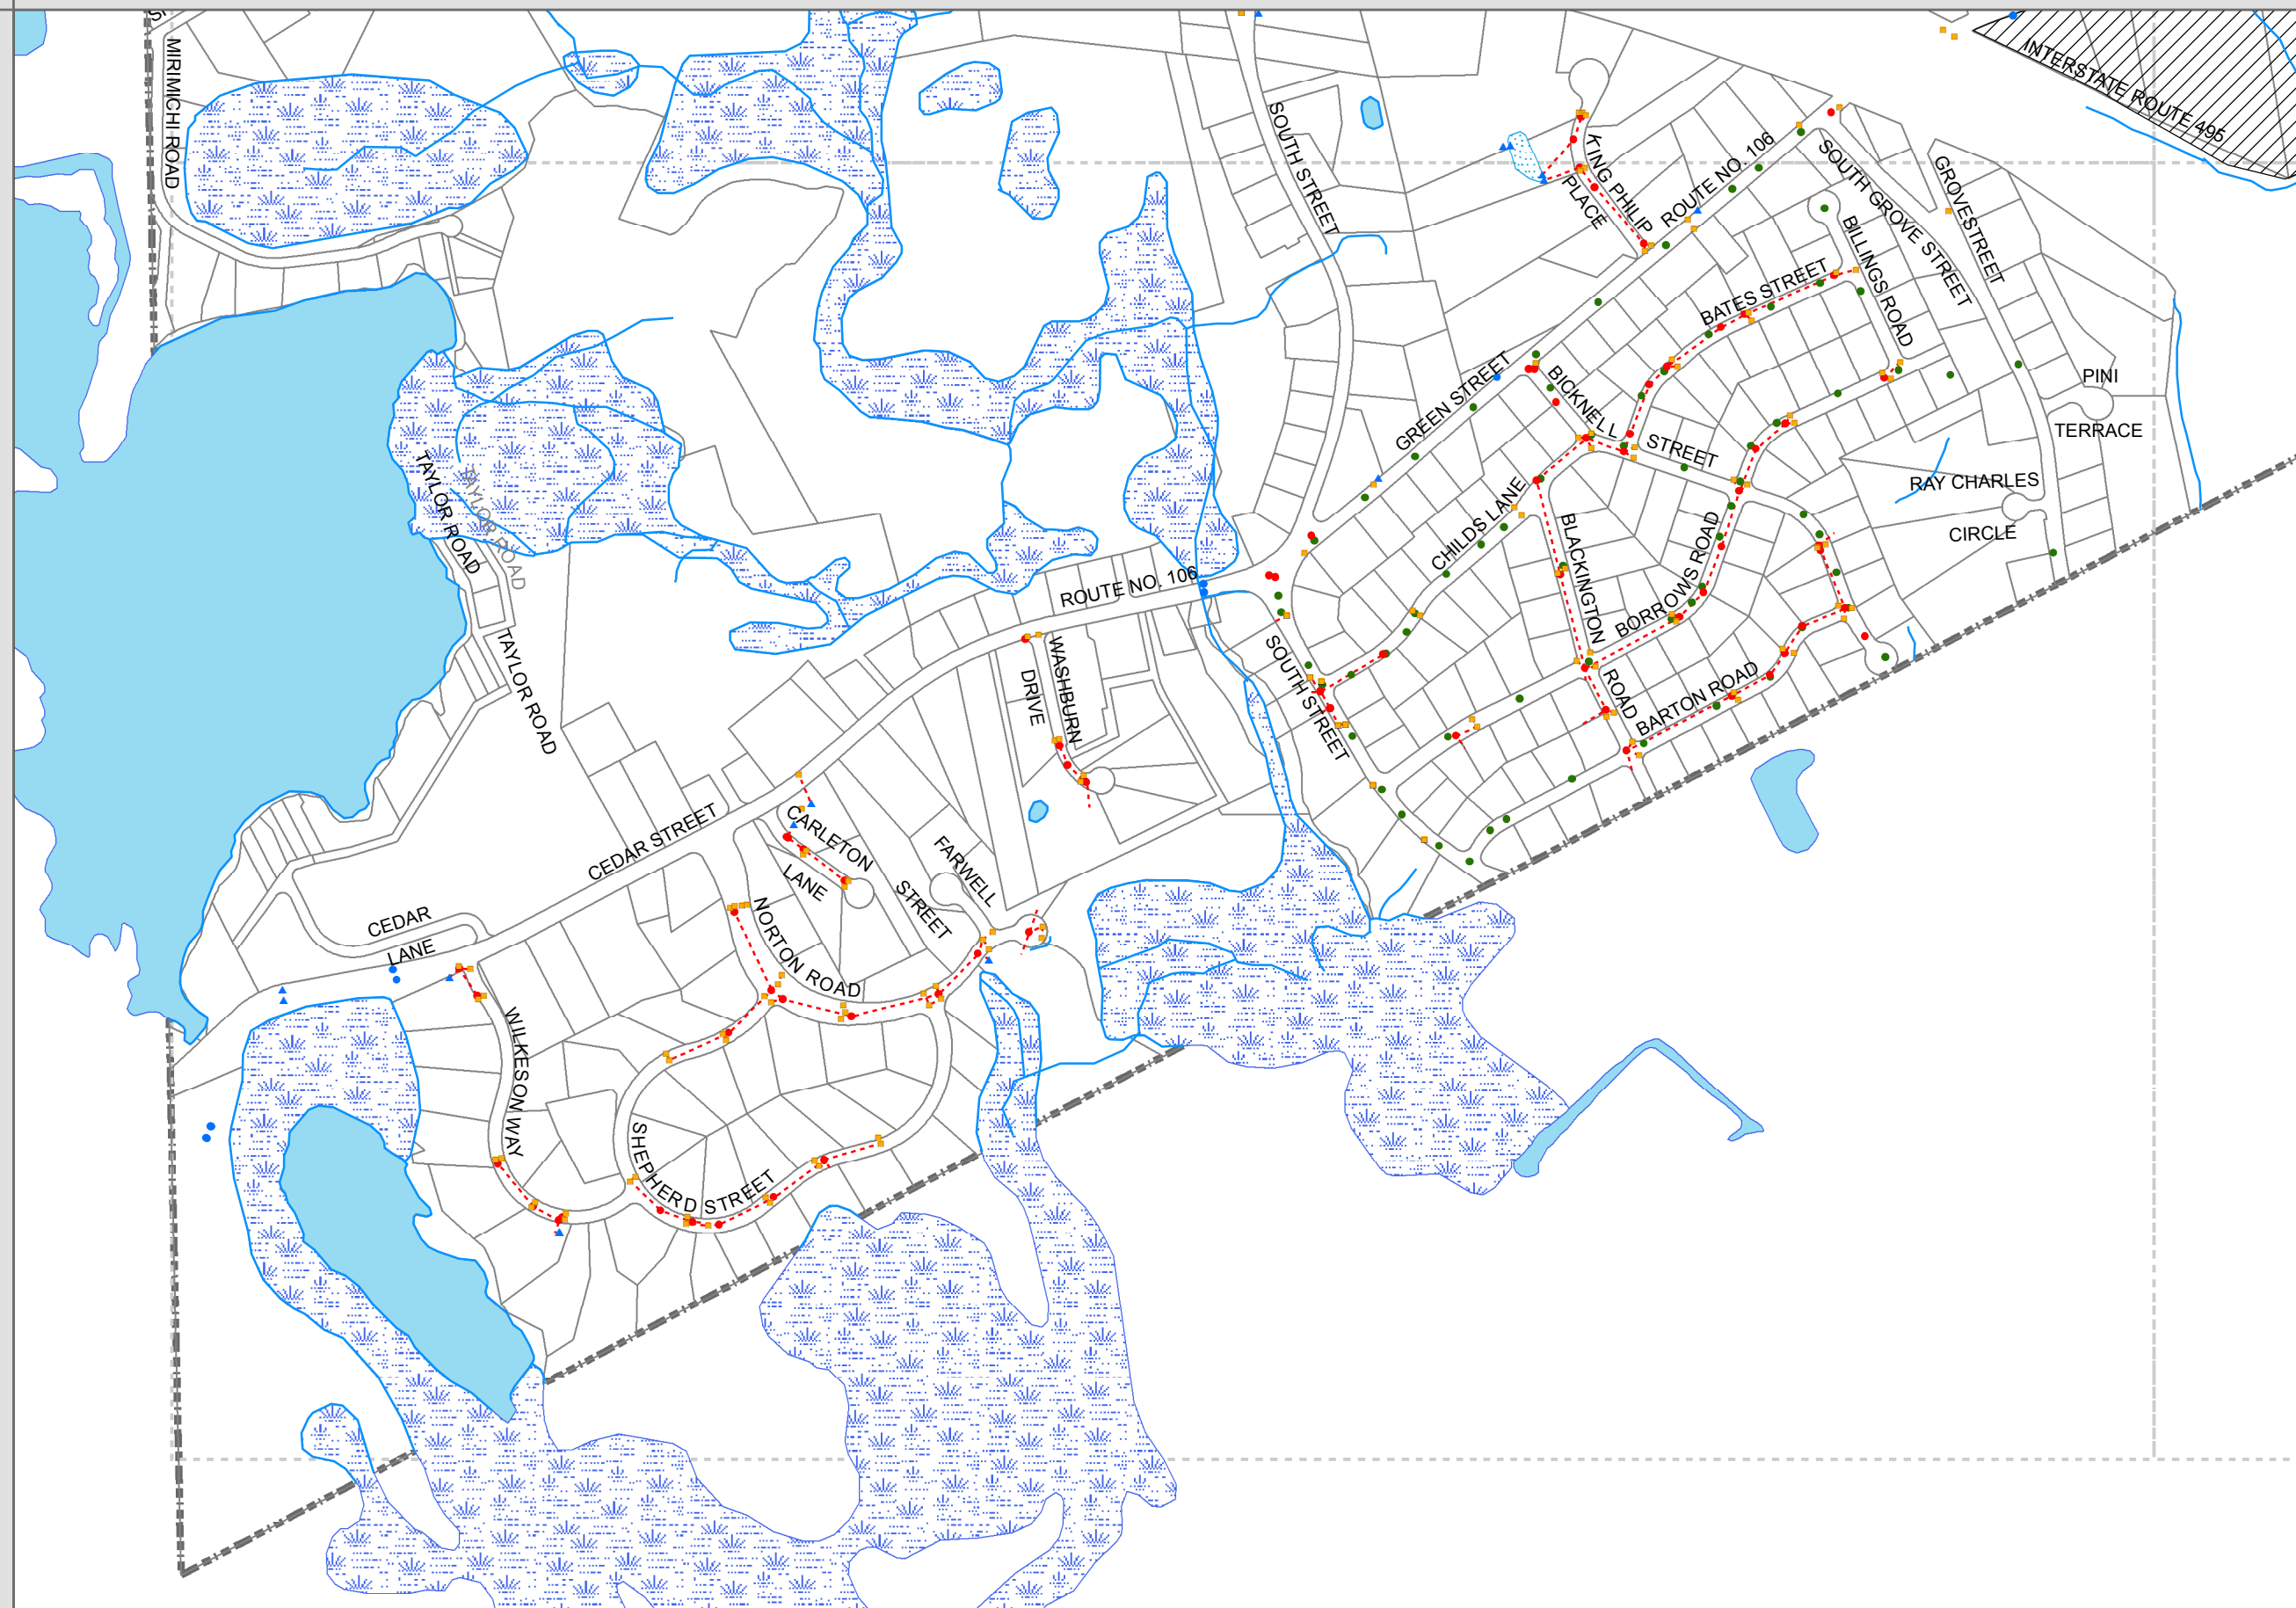 MIRIMICHI ROAD
INTERSTATE ROUTE 495
SOUTH STREET
KING PHILIP
PLACE
ROUTE NO. 106
SOUTH GROVE STREET
GROVESTREET
BILLINGS ROAD
BATES STREET
GREEN STREET
BICKNELL
STREET
PINI
TERRACE
RAY CHARLES
CIRCLE
TAYLOR ROAD
TAYLOR ROAD
TAYLOR ROAD
CHILDS LANE
BLACKINGTON
ROAD
BORROWS ROAD
BARTON ROAD
ROUTE NO. 106
SOUTH STREET
WASHBURN
DRIVE
CEDAR STREET
CARLETON
LANE
FARWELL
STREET
NORTON ROAD
CEDAR
LANE
WILKESON WAY
SHEPHERD STREET